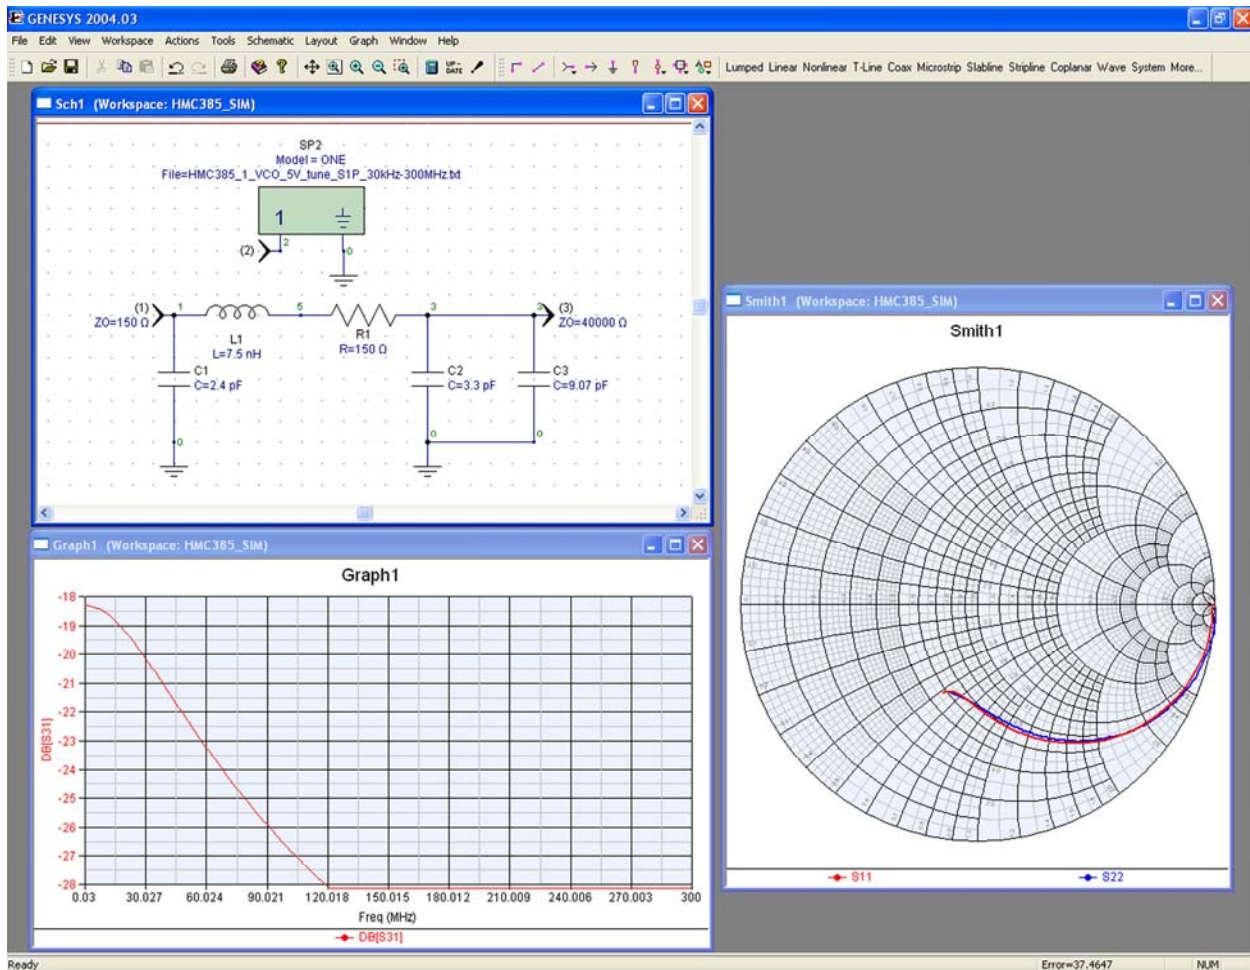 GENESYS 2004.03
File Edit View Workspace Actions Tools Schematic Layout Graph Window Help
UP-DATE
Lumped Linear Nonlinear T-Line Coax Microstrip Slabline Stripline Coplanar Wave System More...
Sch1 (Workspace: HMC385_SIM)
SP2
Model = ONE
File=HMC385_1_VCO_5V_tune_S1P_30kHz-300MHz.txt
1
(2) 2 0
(1) 1 5 3 3 (3)
ZO=150 Ω ZO=40000 Ω
L1
L=7.5 nH
R1
R=150 Ω
C1
C=2.4 pF
C2
C=3.3 pF
C3
C=9.07 pF
0 0 0
Graph1 (Workspace: HMC385_SIM)
Graph1
DB[S31]
-18
-19
-20
-21
-22
-23
-24
-25
-26
-27
-28
0.03 30.027 60.024 90.021 120.018 150.015 180.012 210.009 240.006 270.003 300
Freq (MHz)
DB[S31]
Smith1 (Workspace: HMC385_SIM)
Smith1
S11 S22
Ready Error=37.4647 NUM